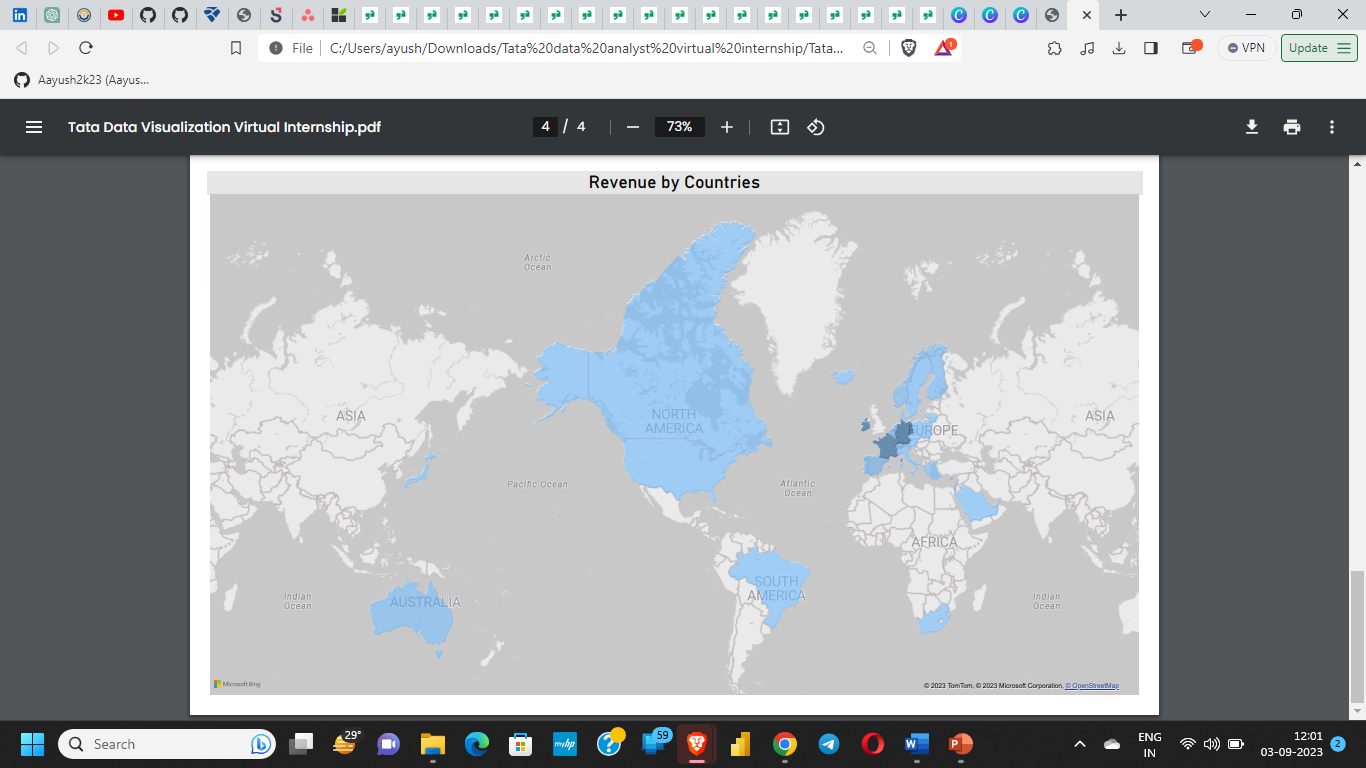 File
C:/Users/ayush/Downloads/Tata%20data%20analyst%20virtual%20internship/Tata...
1
VPN
Update
Aayush2k23 (Aayus...
Tata Data Visualization Virtual Internship.pdf
4 / 4
73%
Revenue by Countries
Arctic
Ocean
ASIA
NORTH
AMERICA
EUROPE
ASIA
Pacific Ocean
Atlantic
Ocean
AFRICA
Indian
Ocean
AUSTRALIA
SOUTH
AMERICA
Indian
Ocean
Microsoft Bing
© 2023 TomTom, © 2023 Microsoft Corporation, © OpenStreetMap
Search
29°
myhp
59
ENG
IN
12:01
03-09-2023
2